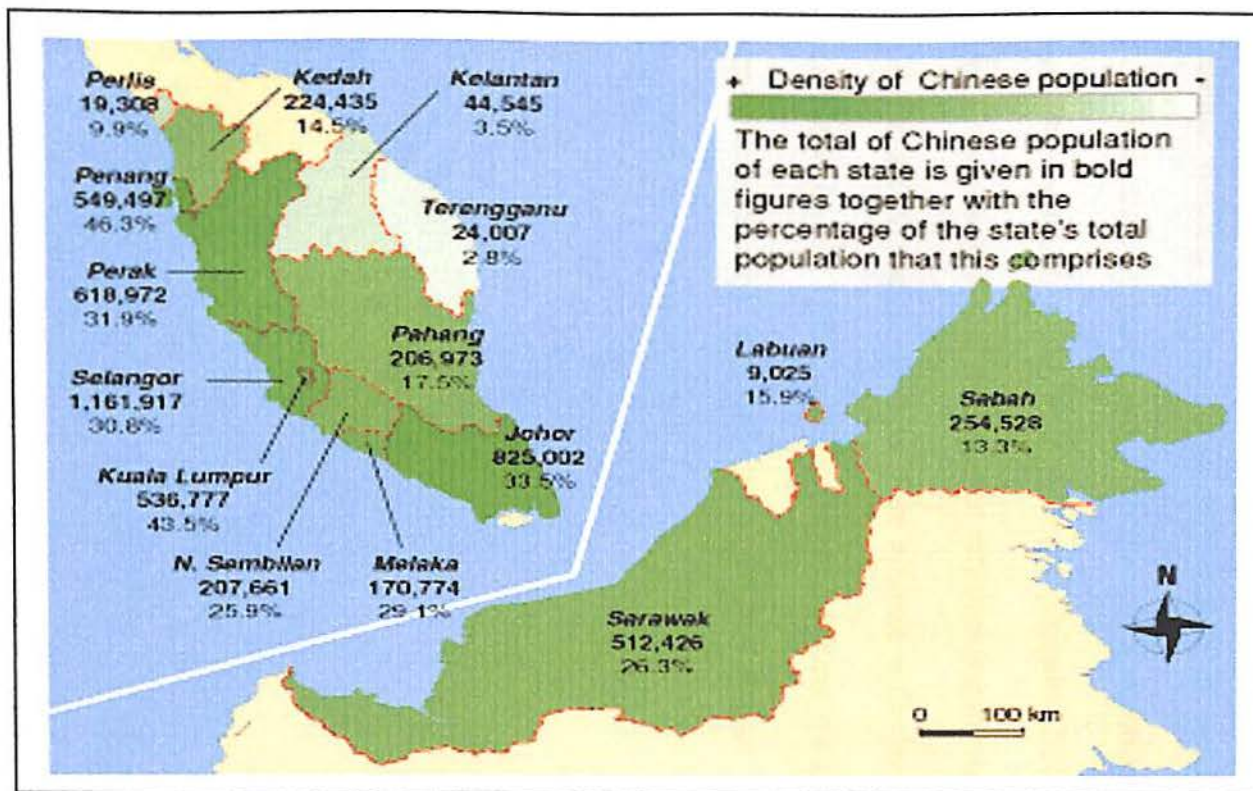 + Density of Chinese population -
The total of Chinese population
of each state is given in bold
figures together with the
percentage of the state's total
population that this comprises
Perlis
19,308
9.9%
Kedah
224,435
14.5%
Kelantan
44,545
3.5%
Penang
549,497
46.3%
Terengganu
24,007
2.8%
Perak
618,972
31.9%
Pahang
206,973
17.5%
Selangor
1,161,917
30.8%
Johor
825,002
33.5%
Kuala Lumpur
536,777
43.5%
N. Sembilan
207,661
25.9%
Melaka
170,774
29.1%
Labuan
9,025
15.9%
Sabah
254,528
13.3%
Sarawak
512,426
26.3%
N
0 100 km